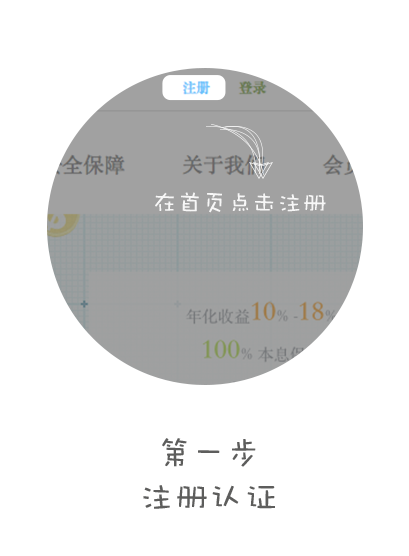 注册 登录
全保障 关于我们 会员
在首页点击注册
年化收益10% -18%
100% 本息保
第一步
注册认证